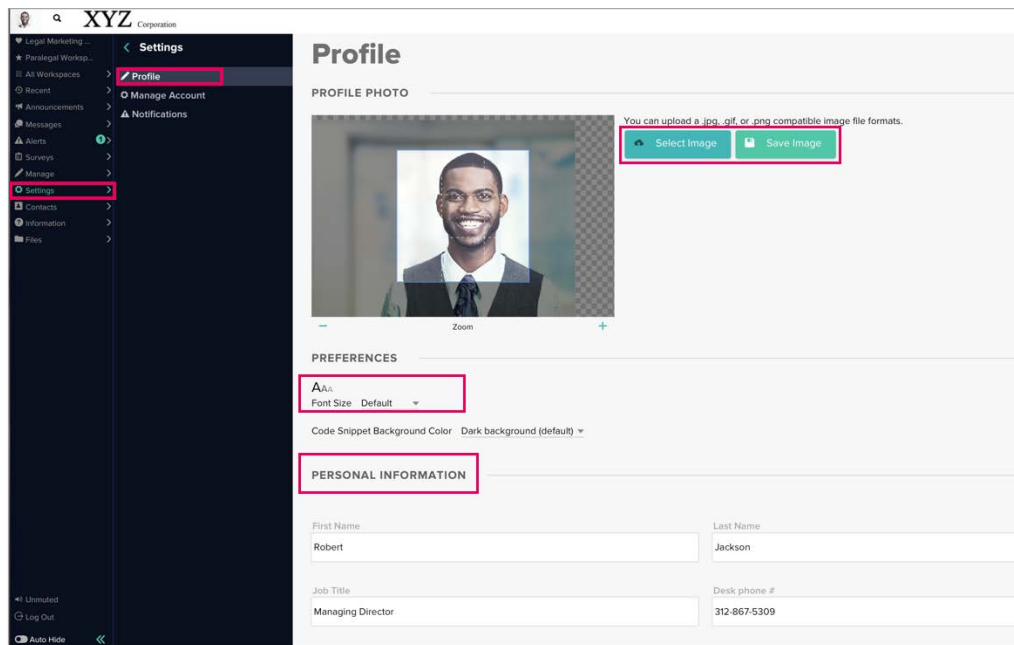 XYZ Corporation
Legal Marketing ...
Paralegal Worksp...
All Workspaces
Recent
Announcements
Messages
Alerts 1
Surveys
Manage
Settings
Contacts
Information
Files
Unmuted
Log Out
Auto Hide
Settings
Profile
Manage Account
Notifications
Profile
PROFILE PHOTO
You can upload a .jpg, .gif, or .png compatible image file formats.
Select Image Save Image
− Zoom +
PREFERENCES
AAA
Font Size Default
Code Snippet Background Color Dark background (default)
PERSONAL INFORMATION
First Name Last Name
Robert Jackson
Job Title Desk phone #
Managing Director 312-867-5309